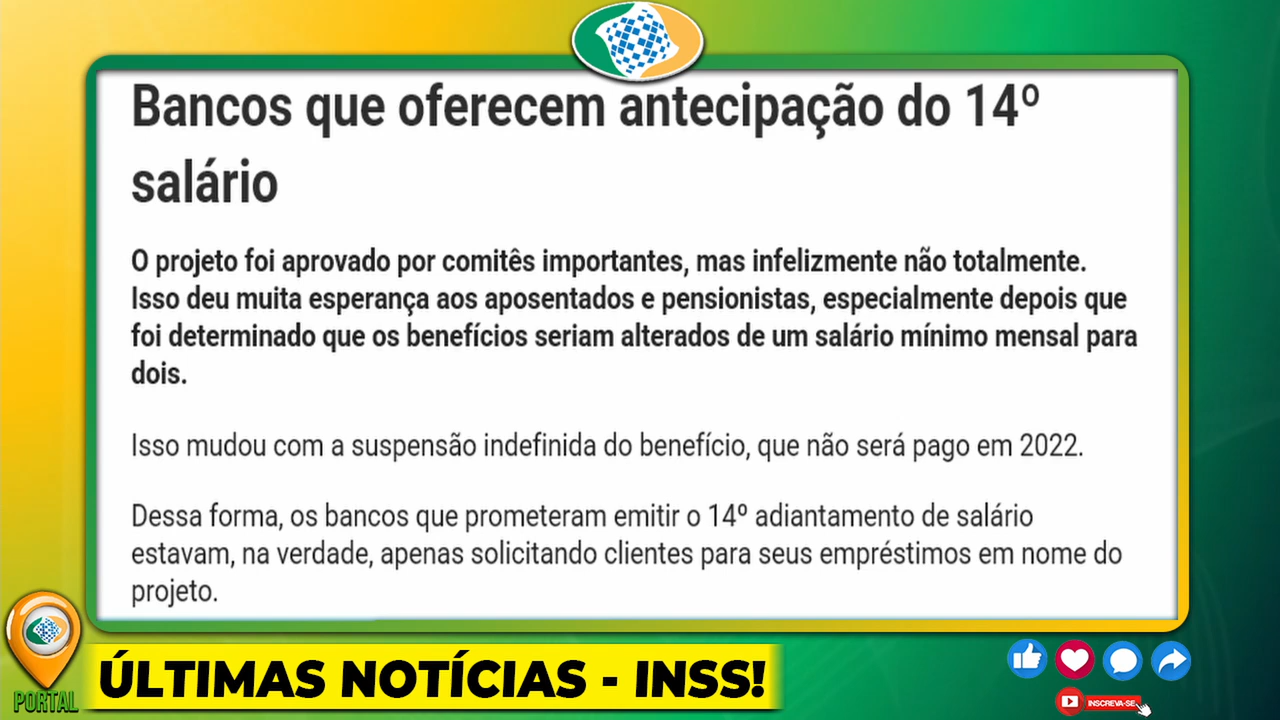 Bancos que oferecem antecipação do 14º
salário
O projeto foi aprovado por comitês importantes, mas infelizmente não totalmente.
Isso deu muita esperança aos aposentados e pensionistas, especialmente depois que
foi determinado que os benefícios seriam alterados de um salário mínimo mensal para
dois.
Isso mudou com a suspensão indefinida do benefício, que não será pago em 2022.
Dessa forma, os bancos que prometeram emitir o 14º adiantamento de salário
estavam, na verdade, apenas solicitando clientes para seus empréstimos em nome do
projeto.
PORTAL
ÚLTIMAS NOTÍCIAS - INSS!
INSCREVA-SE